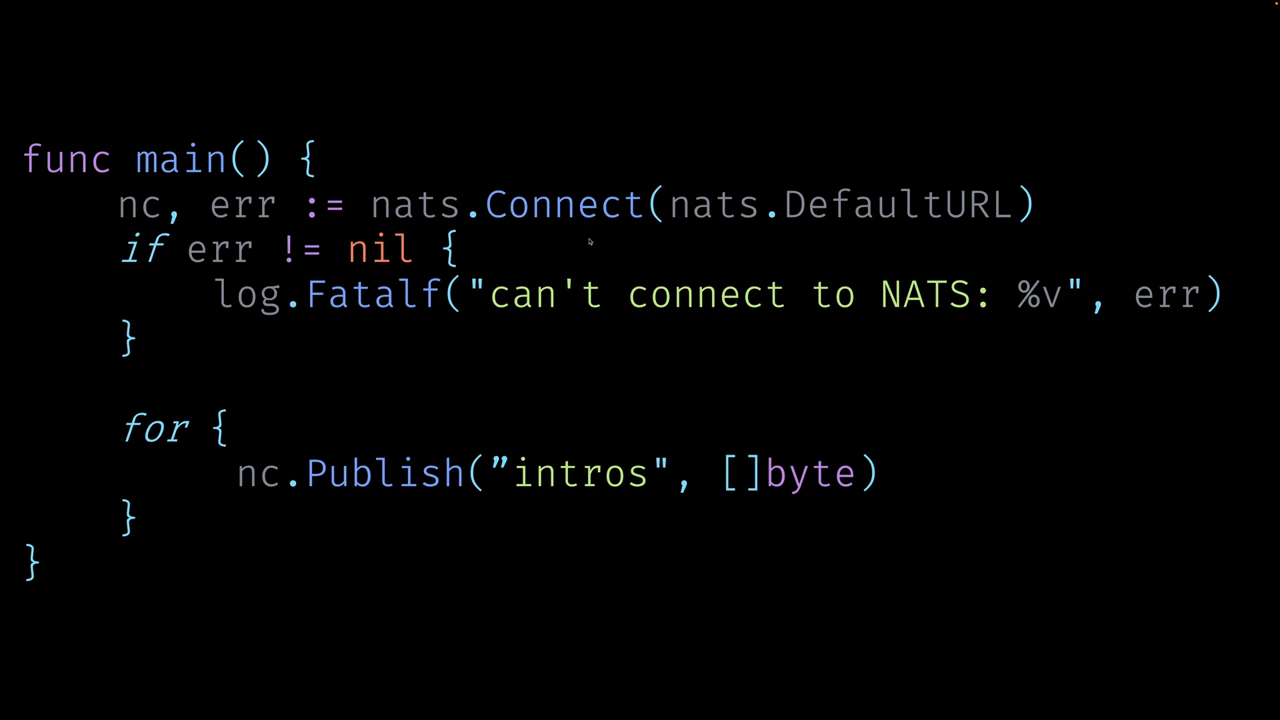 func main() {
    nc, err := nats.Connect(nats.DefaultURL)
    if err != nil {
        log.Fatalf("can't connect to NATS: %v", err)
    }

    for {
         nc.Publish(”intros", []byte)
    }
}